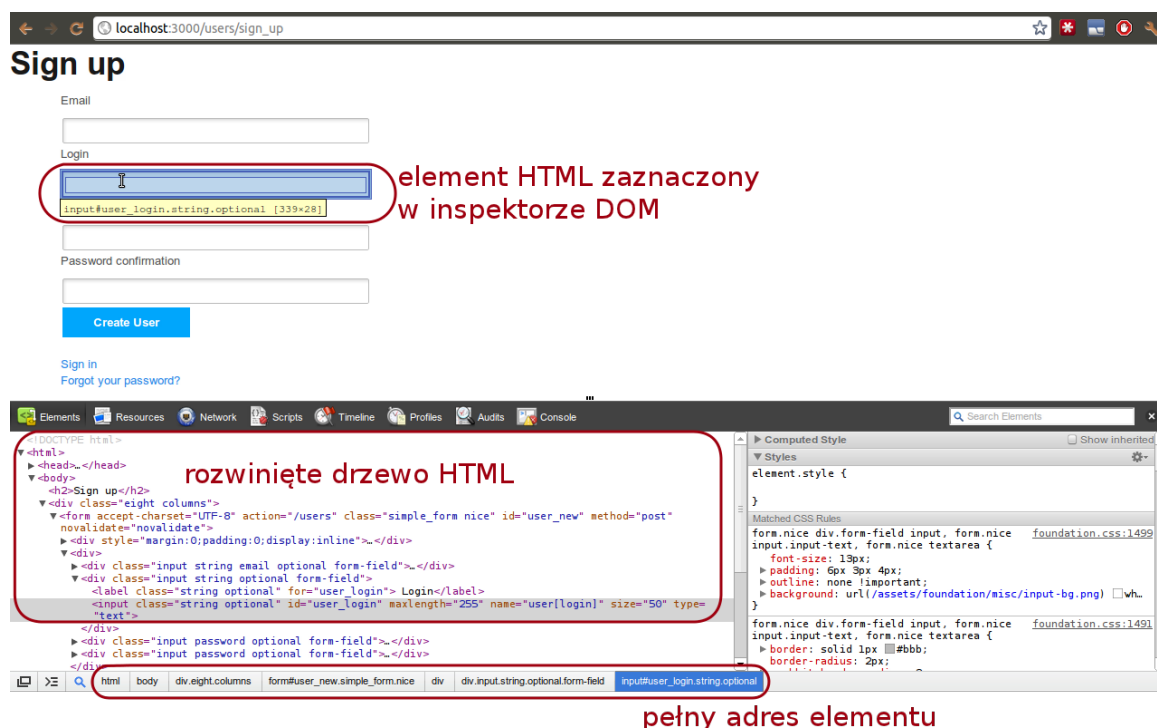 localhost:3000/users/sign_up
Sign up
Email
Login
element HTML zaznaczony
w inspektorze DOM
input#user_login.string.optional [339×28]
Password confirmation
Create User
Sign in
Forgot your password?
Elements Resources Network Scripts Timeline Profiles Audits Console Search Elements
<!DOCTYPE html>
▼<html>
▶<head>…</head>
▼<body>
<h2>Sign up</h2>
▼<div class="eight columns">
▼<form accept-charset="UTF-8" action="/users" class="simple_form nice" id="user_new" method="post"
novalidate="novalidate">
▶<div style="margin:0;padding:0;display:inline">…</div>
▼<div>
▶<div class="input string email optional form-field">…</div>
▼<div class="input string optional form-field">
<label class="string optional" for="user_login"> Login</label>
<input class="string optional" id="user_login" maxlength="255" name="user[login]" size="50" type=
"text">
</div>
▶<div class="input password optional form-field">…</div>
▶<div class="input password optional form-field">…</div>
</div>
rozwinięte drzewo HTML
▶ Computed Style Show inherited
▼ Styles
element.style {
}
Matched CSS Rules
form.nice div.form-field input, form.nice foundation.css:1499
input.input-text, form.nice textarea {
font-size: 13px;
▶ padding: 6px 3px 4px;
▶ outline: none !important;
▶ background: url(/assets/foundation/misc/input-bg.png) wh…
}
form.nice div.form-field input, form.nice foundation.css:1491
input.input-text, form.nice textarea {
▶ border: solid 1px #bbb;
border-radius: 2px;
html body div.eight.columns form#user_new.simple_form.nice div div.input.string.optional.form-field input#user_login.string.optional
pełny adres elementu